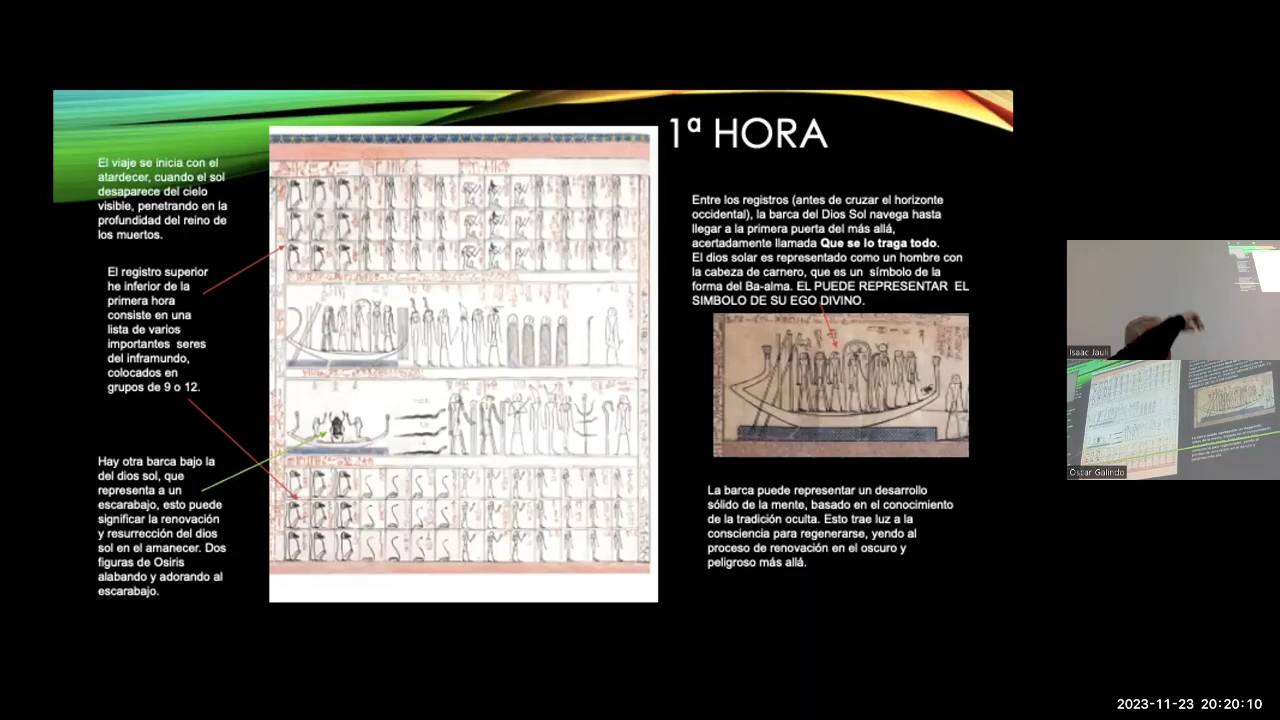 1ª HORA
El viaje se inicia con el
atardecer, cuando el sol
desaparece del cielo
visible, penetrando en la
profundidad del reino de
los muertos.
El registro superior
he inferior de la
primera hora
consiste en una
lista de varios
importantes seres
del inframundo,
colocados en
grupos de 9 o 12.
Hay otra barca bajo la
del dios sol, que
representa a un
escarabajo, esto puede
significar la renovación
y resurrección del dios
sol en el amanecer. Dos
figuras de Osiris
alabando y adorando al
escarabajo.
Entre los registros (antes de cruzar el horizonte
occidental), la barca del Dios Sol navega hasta
llegar a la primera puerta del más allá,
acertadamente llamada Que se lo traga todo.
El dios solar es representado como un hombre con
la cabeza de carnero, que es un símbolo de la
forma del Ba-alma. EL PUEDE REPRESENTAR EL
SIMBOLO DE SU EGO DIVINO.
La barca puede representar un desarrollo
sólido de la mente, basado en el conocimiento
de la tradición oculta. Esto trae luz a la
consciencia para regenerarse, yendo al
proceso de renovación en el oscuro y
peligroso más allá.
Isaac Jauli
Oscar Galindo
2023-11-23 20:20:10